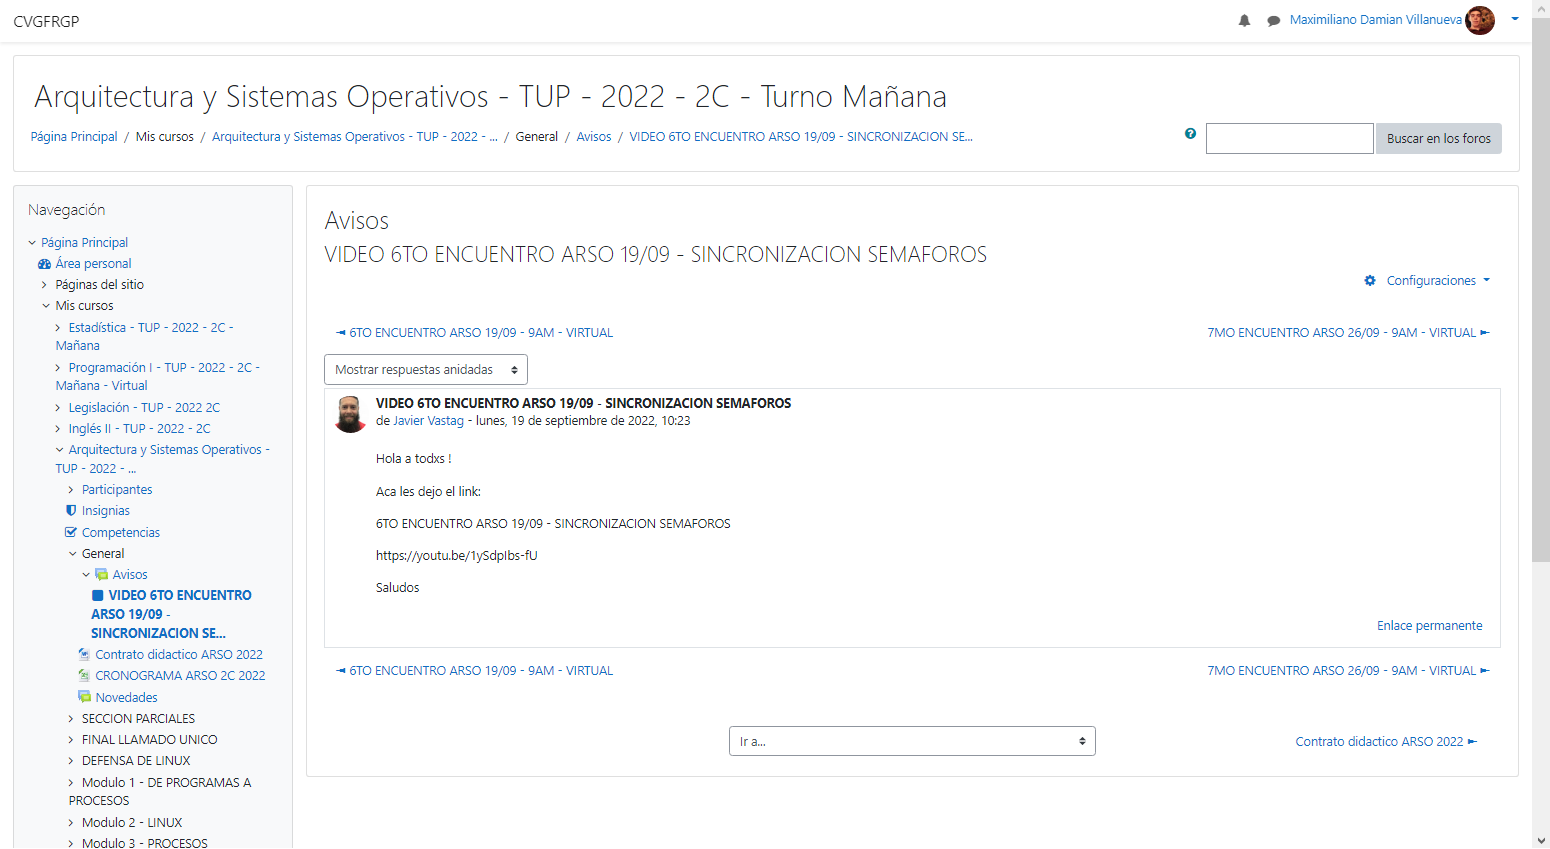 CVGFRGP
Maximiliano Damian Villanueva
Arquitectura y Sistemas Operativos - TUP - 2022 - 2C - Turno Mañana
Página Principal / Mis cursos / Arquitectura y Sistemas Operativos - TUP - 2022 - ... / General / Avisos / VIDEO 6TO ENCUENTRO ARSO 19/09 - SINCRONIZACION SE...
Buscar en los foros
Navegación
Página Principal
Área personal
Páginas del sitio
Mis cursos
Estadística - TUP - 2022 - 2C -
Mañana
Programación I - TUP - 2022 - 2C -
Mañana - Virtual
Legislación - TUP - 2022 2C
Inglés II - TUP - 2022 - 2C
Arquitectura y Sistemas Operativos -
TUP - 2022 - ...
Participantes
Insignias
Competencias
General
Avisos
VIDEO 6TO ENCUENTRO
ARSO 19/09 -
SINCRONIZACION SE...
Contrato didactico ARSO 2022
CRONOGRAMA ARSO 2C 2022
Novedades
SECCION PARCIALES
FINAL LLAMADO UNICO
DEFENSA DE LINUX
Modulo 1 - DE PROGRAMAS A
PROCESOS
Modulo 2 - LINUX
Modulo 3 - PROCESOS
Avisos
VIDEO 6TO ENCUENTRO ARSO 19/09 - SINCRONIZACION SEMAFOROS
Configuraciones
◄ 6TO ENCUENTRO ARSO 19/09 - 9AM - VIRTUAL
7MO ENCUENTRO ARSO 26/09 - 9AM - VIRTUAL ►
Mostrar respuestas anidadas
VIDEO 6TO ENCUENTRO ARSO 19/09 - SINCRONIZACION SEMAFOROS
de Javier Vastag - lunes, 19 de septiembre de 2022, 10:23
Hola a todxs !
Aca les dejo el link:
6TO ENCUENTRO ARSO 19/09 - SINCRONIZACION SEMAFOROS
https://youtu.be/1ySdpIbs-fU
Saludos
Enlace permanente
◄ 6TO ENCUENTRO ARSO 19/09 - 9AM - VIRTUAL
7MO ENCUENTRO ARSO 26/09 - 9AM - VIRTUAL ►
Ir a...
Contrato didactico ARSO 2022 ►